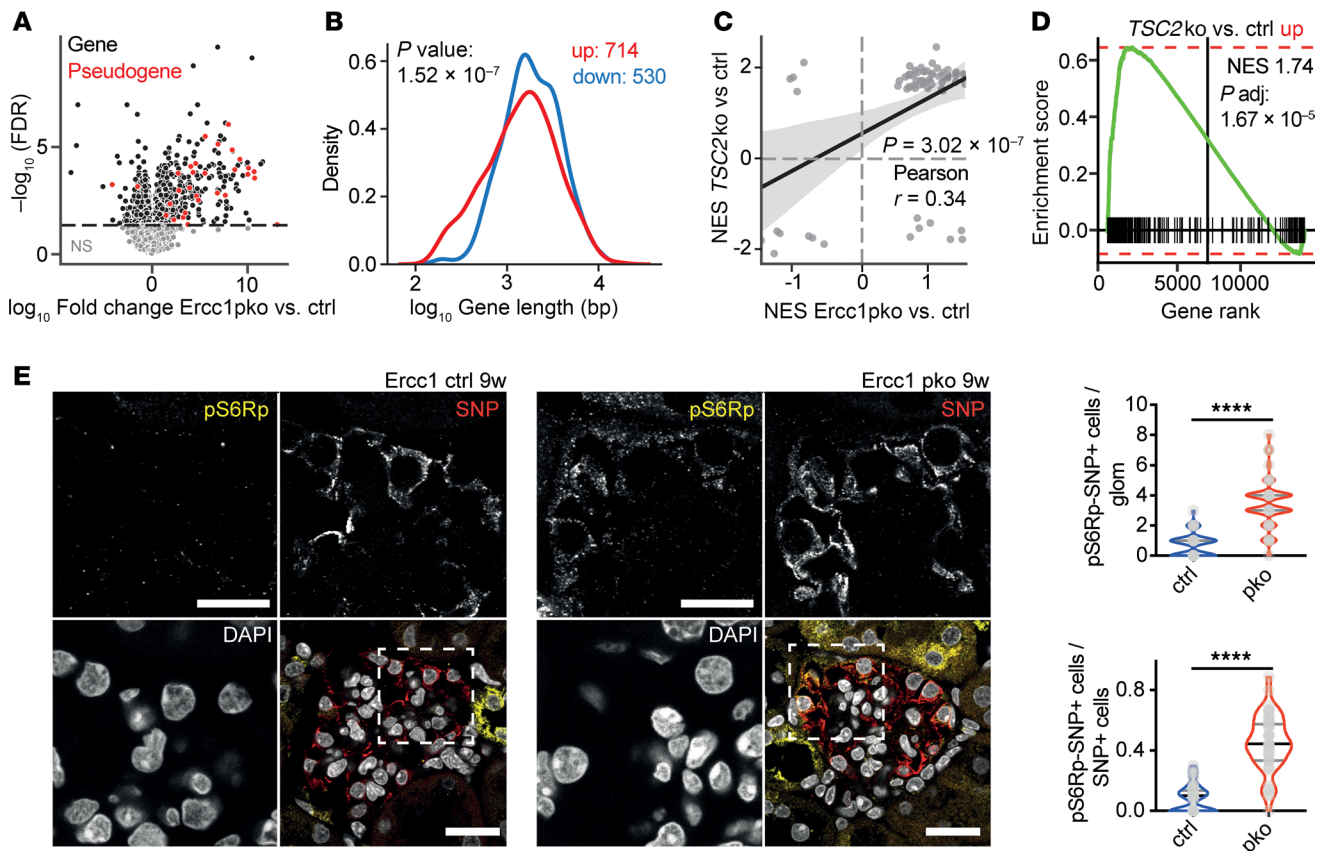 A
Gene
Pseudogene
–log10 (FDR)
5
0
NS
0
10
log10 Fold change Ercc1pko vs. ctrl
B
P value:
1.52 × 10–7
up: 714
down: 530
Density
0.6
0.4
0.2
0.0
2
3
4
log10 Gene length (bp)
C
NES TSC2ko vs ctrl
2
0
-2
P = 3.02 × 10–7
Pearson
r = 0.34
-1
0
1
NES Ercc1pko vs. ctrl
D
TSC2ko vs. ctrl up
NES 1.74
P adj:
1.67 × 10–5
Enrichment score
0.6
0.4
0.2
0.0
0
5000
10000
Gene rank
E
Ercc1 ctrl 9w
pS6Rp
SNP
DAPI
Ercc1 pko 9w
pS6Rp
SNP
DAPI
pS6Rp-SNP+ cells /
glom
10
8
6
4
2
0
****
ctrl
pko
pS6Rp-SNP+ cells /
SNP+ cells
0.8
0.4
0.0
****
ctrl
pko